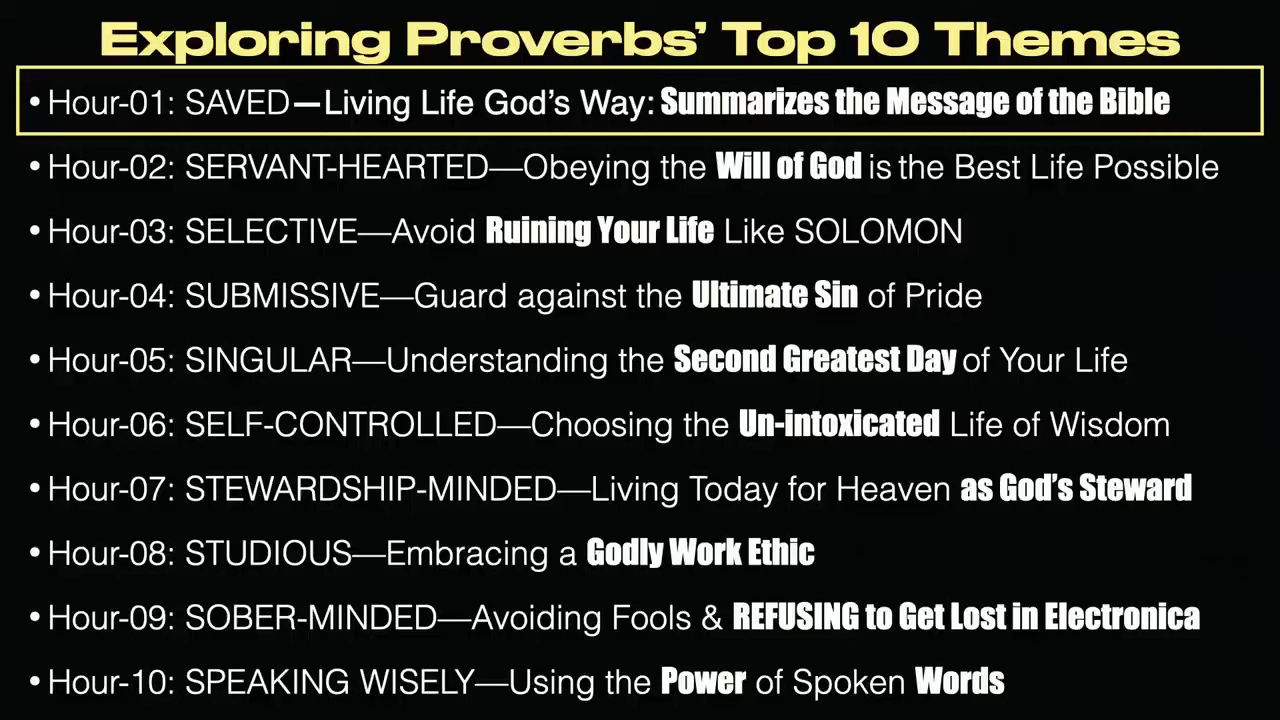 Exploring Proverbs’ Top 10 Themes
• Hour-01: SAVED—Living Life God’s Way: Summarizes the Message of the Bible
• Hour-02: SERVANT-HEARTED—Obeying the Will of God is the Best Life Possible
• Hour-03: SELECTIVE—Avoid Ruining Your Life Like SOLOMON
• Hour-04: SUBMISSIVE—Guard against the Ultimate Sin of Pride
• Hour-05: SINGULAR—Understanding the Second Greatest Day of Your Life
• Hour-06: SELF-CONTROLLED—Choosing the Un-intoxicated Life of Wisdom
• Hour-07: STEWARDSHIP-MINDED—Living Today for Heaven as God’s Steward
• Hour-08: STUDIOUS—Embracing a Godly Work Ethic
• Hour-09: SOBER-MINDED—Avoiding Fools & REFUSING to Get Lost in Electronica
• Hour-10: SPEAKING WISELY—Using the Power of Spoken Words